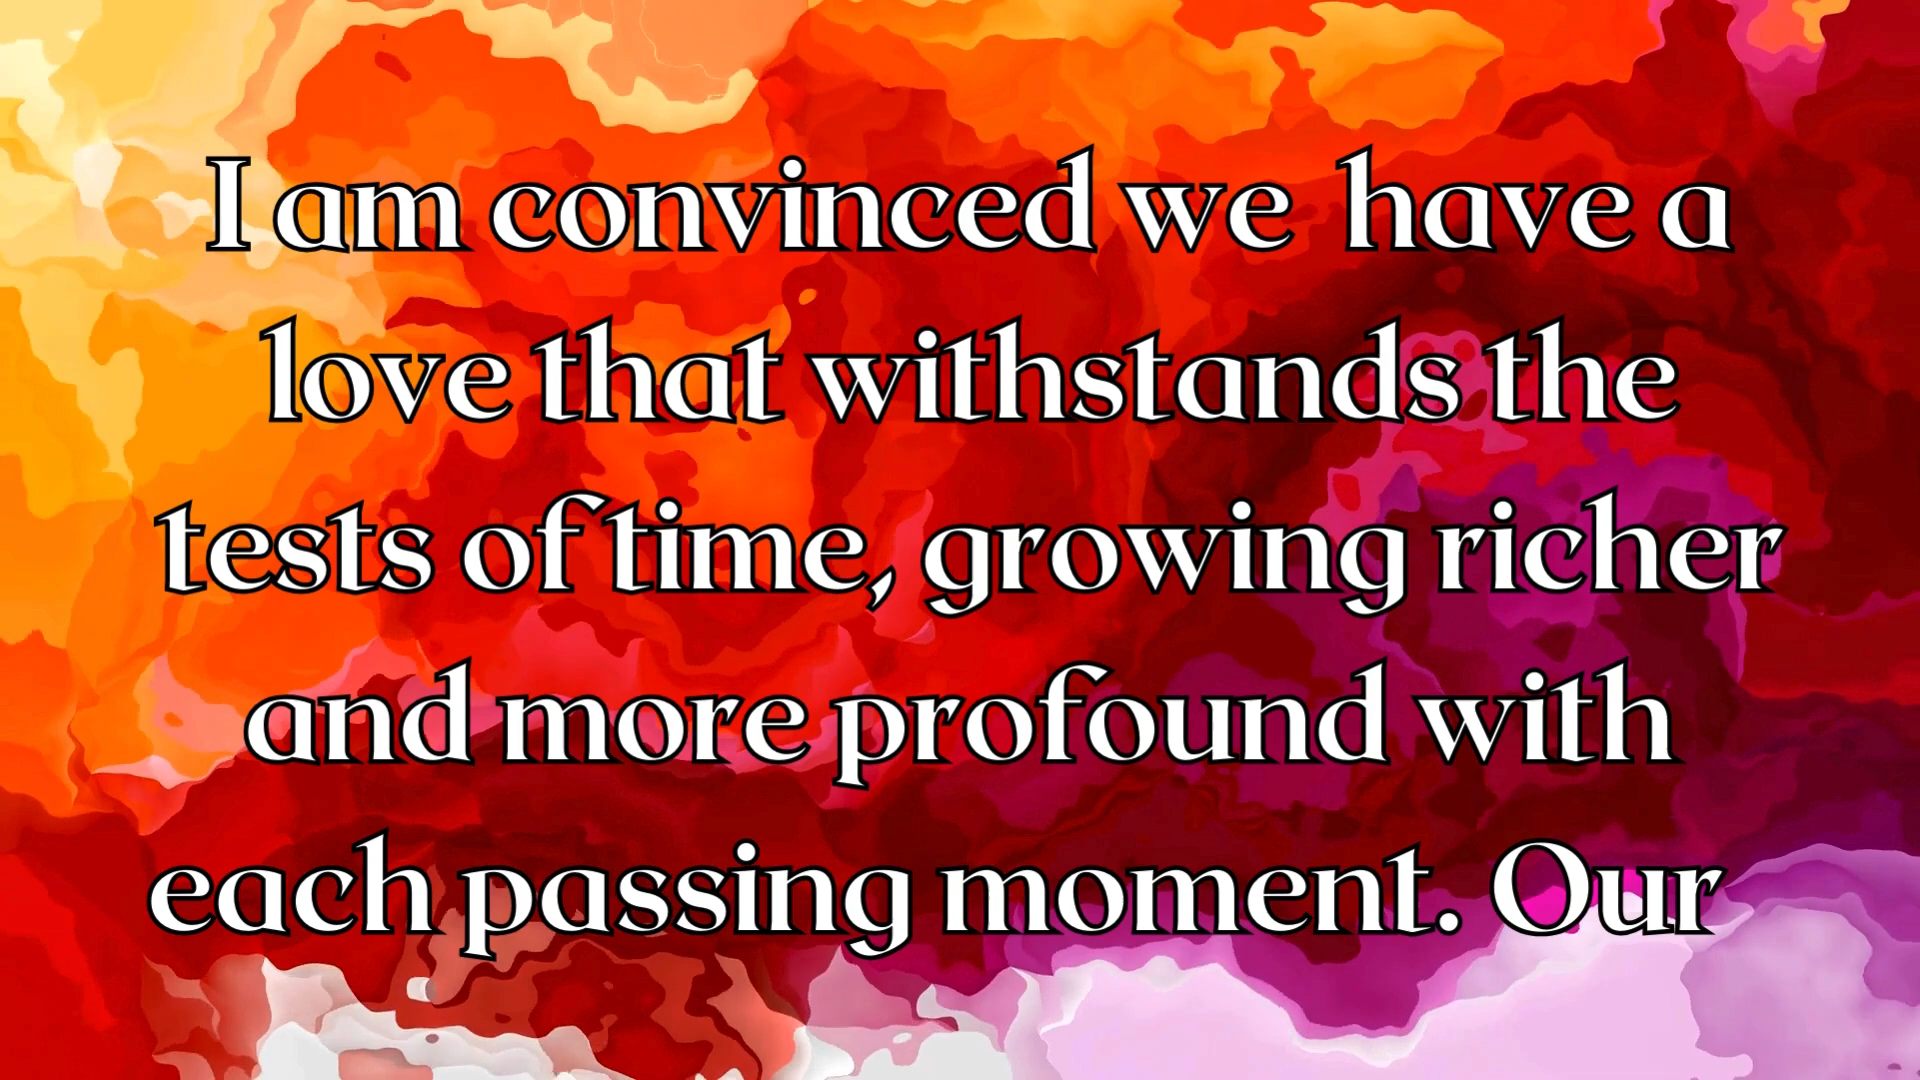 I am convinced we  have a
love that withstands the
tests of time, growing richer
and more profound with
each passing moment. Our